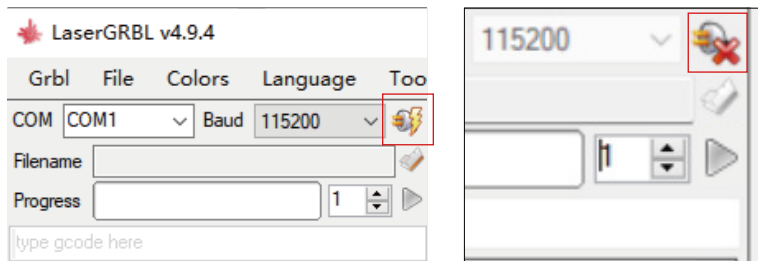 LaserGRBL v4.9.4
Grbl File Colors Language Too
COM COM1 Baud 115200
Filename
Progress 1
type gcode here
115200
1